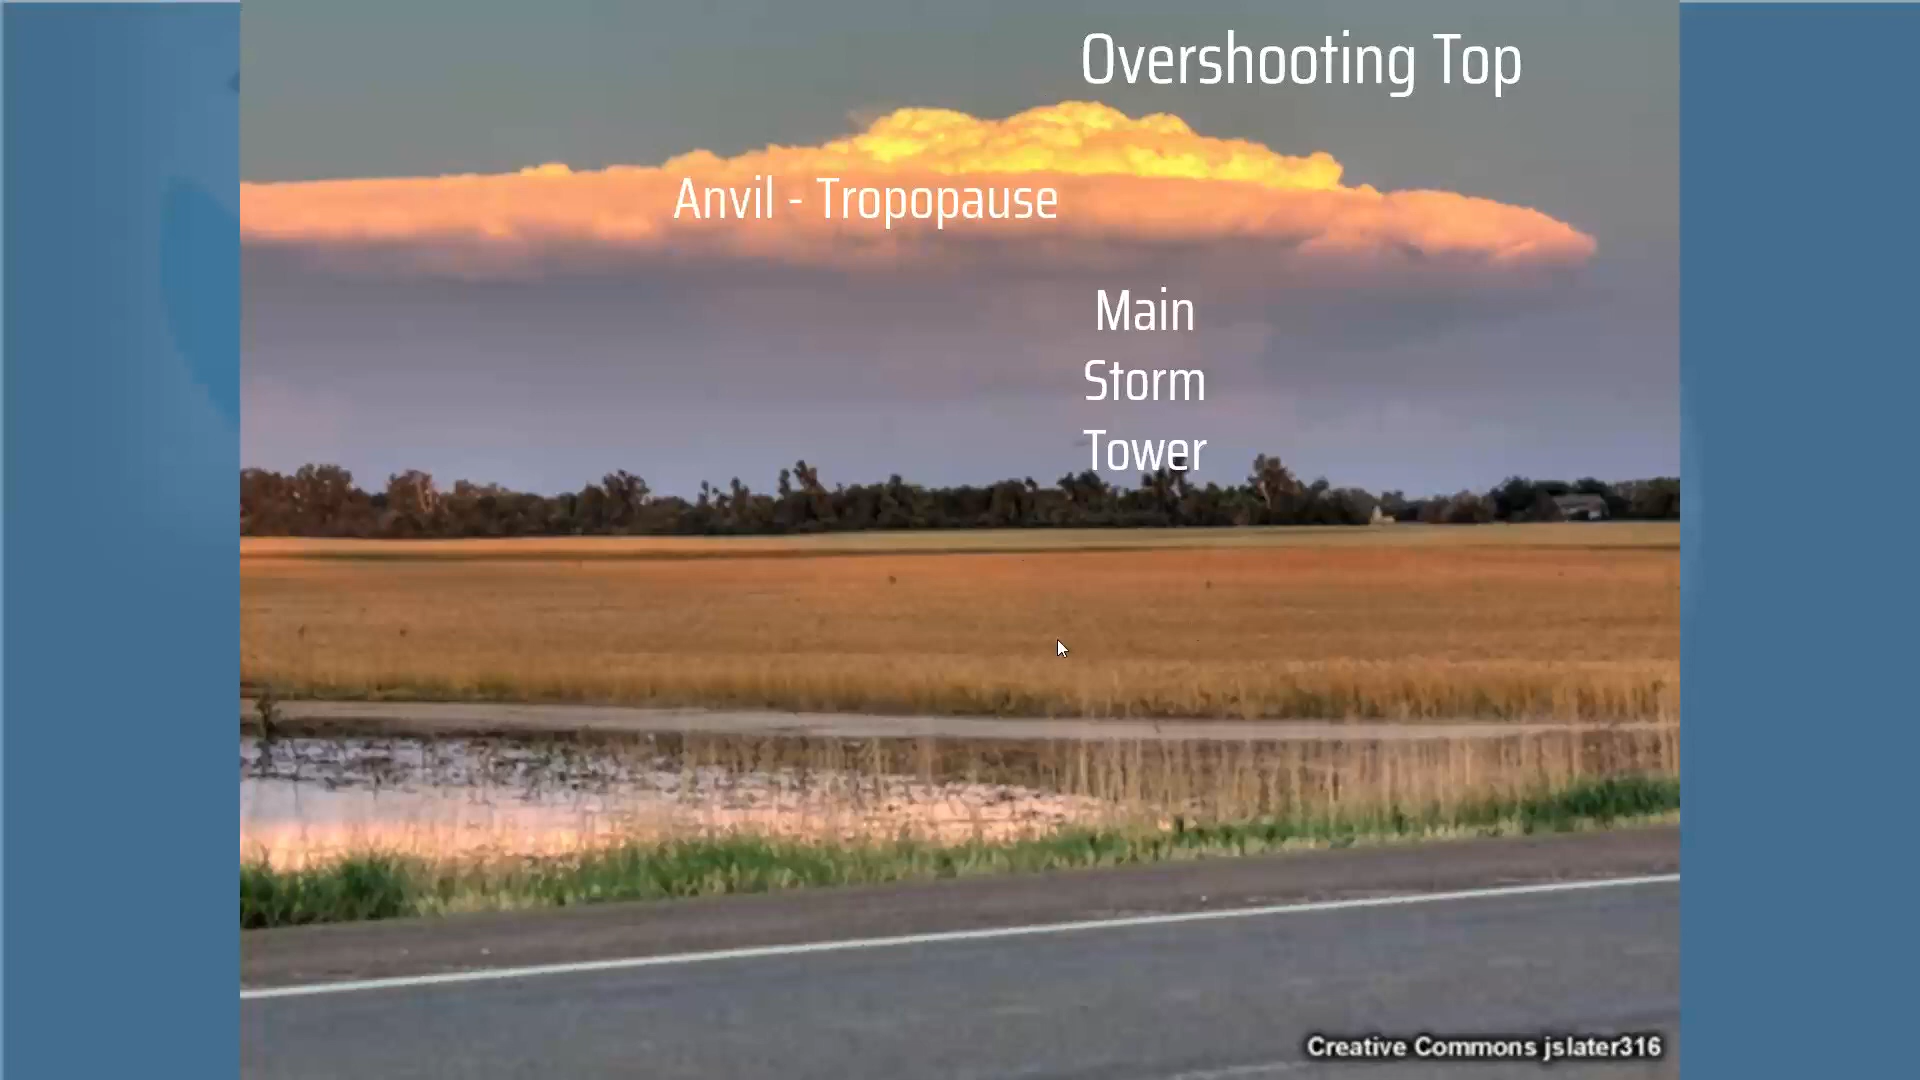 Overshooting Top
Anvil - Tropopause
Main
Storm
Tower
Creative Commons jslater316